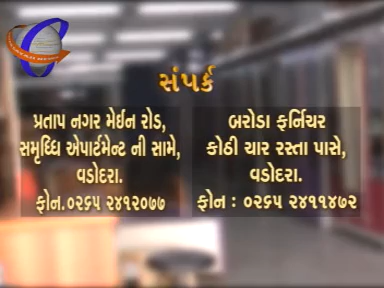 સંપર્ક
પ્રતાપ નગર મેઈન રોડ,
સમૃધ્ધિ એપાર્ટમેન્ટ ની સામે,
વડોદરા.
ફોન.૦૨૬૫ ૨૪૧૨૦૭૭
બરોડા ફર્નિચર
કોઠી ચાર રસ્તા પાસે,
વડોદરા.
ફોન : ૦૨૬૫ ૨૪૧૧૪૭૨